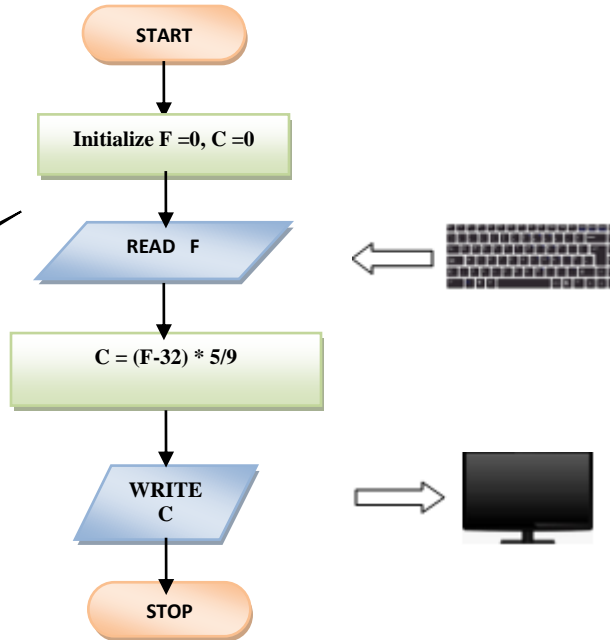 START
Initialize F =0, C =0
READ F
C = (F-32) * 5/9
WRITE
C
STOP